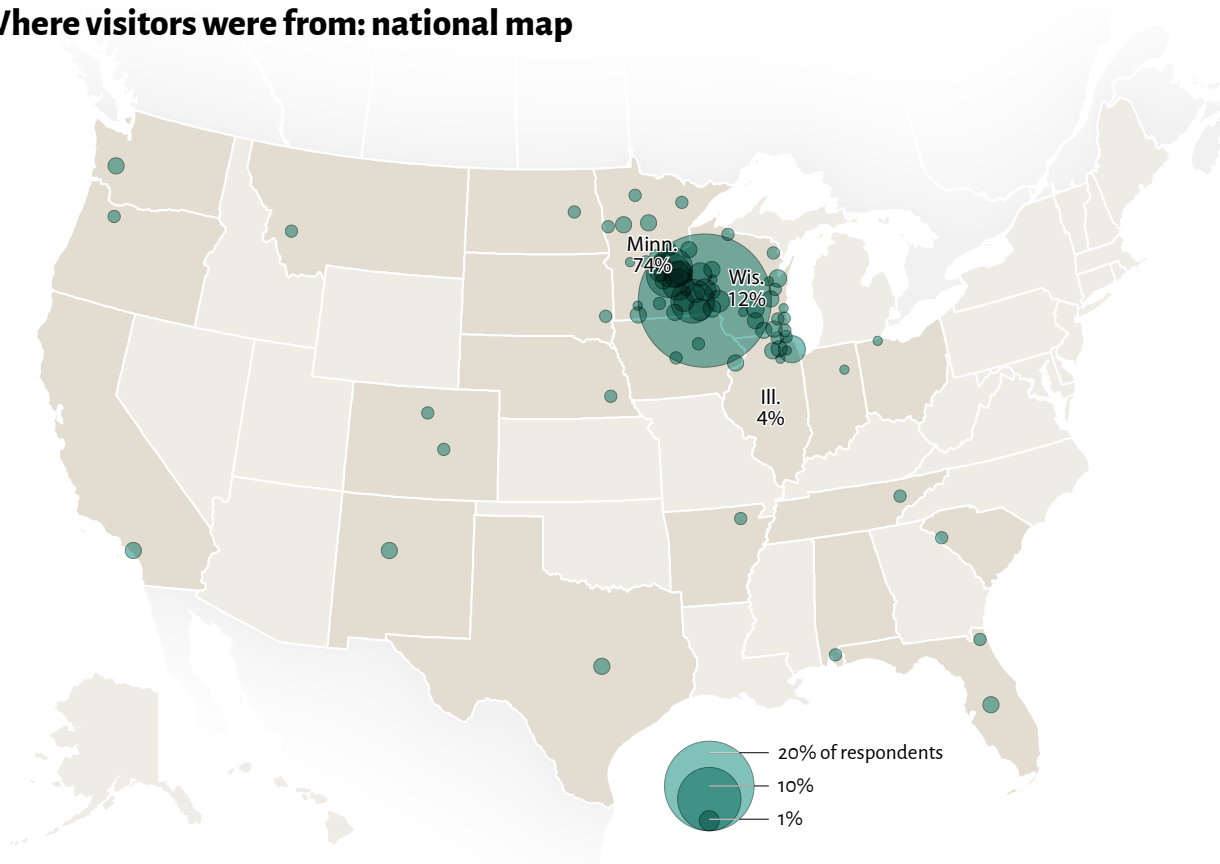 Where visitors were from: national map
Minn.
74%
Wis.
12%
Ill.
4%
20% of respondents
10%
1%